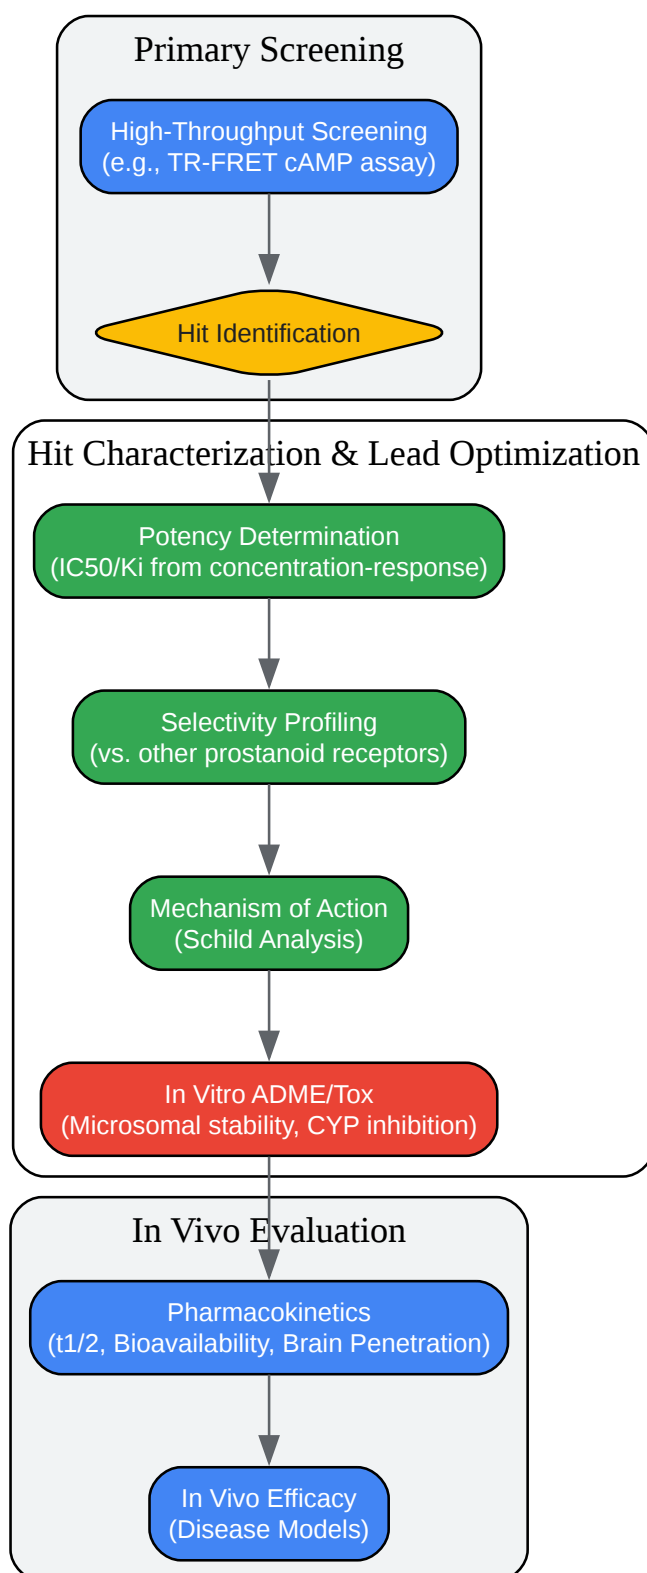 Primary Screening
High-Throughput Screening
(e.g., TR-FRET cAMP assay)
Hit Identification
Hit Characterization & Lead Optimization
Potency Determination
(IC50/Ki from concentration-response)
Selectivity Profiling
(vs. other prostanoid receptors)
Mechanism of Action
(Schild Analysis)
In Vitro ADME/Tox
(Microsomal stability, CYP inhibition)
In Vivo Evaluation
Pharmacokinetics
(t1/2, Bioavailability, Brain Penetration)
In Vivo Efficacy
(Disease Models)